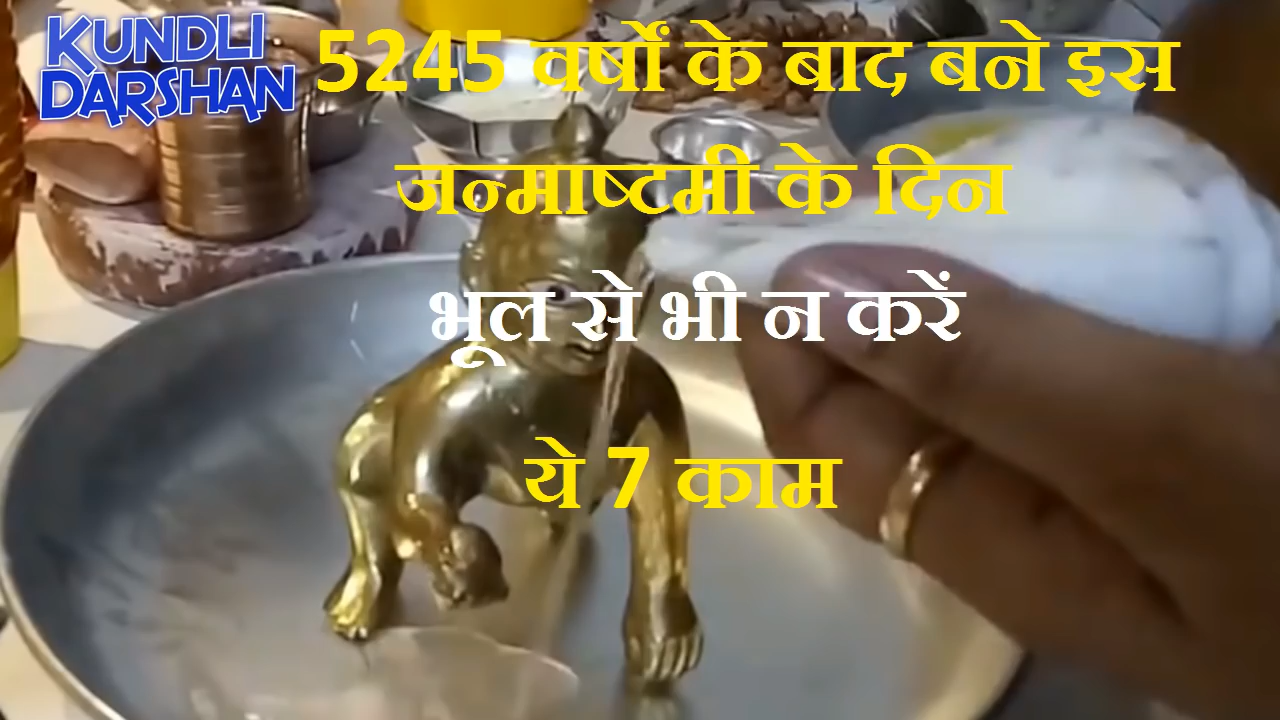 KUNDLI
DARSHAN
5245 वर्षों के बाद बने इस
जन्माष्टमी के दिन
भूल से भी न करें
ये 7 काम